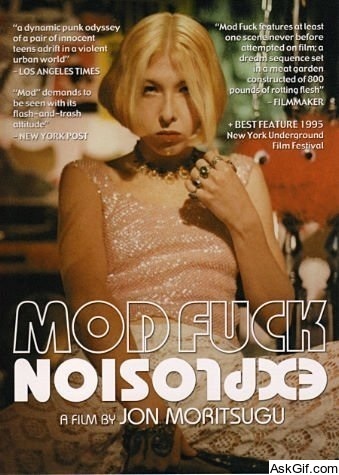 "a dynamic punk odyssey
of a pair of innocent
teens adrift in a violent
urban world"
- LOS ANGELES TIMES
"Mod" demands to
be seen with its
flash-and-trash
attitude"
- NEW YORK POST
"Mod Fuck features at least
one scene never before
attempted on film; a
dream sequence set
in a meat garden
constructed of 800
pounds of rotting flesh"
- FILMMAKER
+ BEST FEATURE 1995
New York Underground
Film Festival
MOD FUCK
EXPLOSION
A FILM BY JON MORITSUGU
AskGif.com